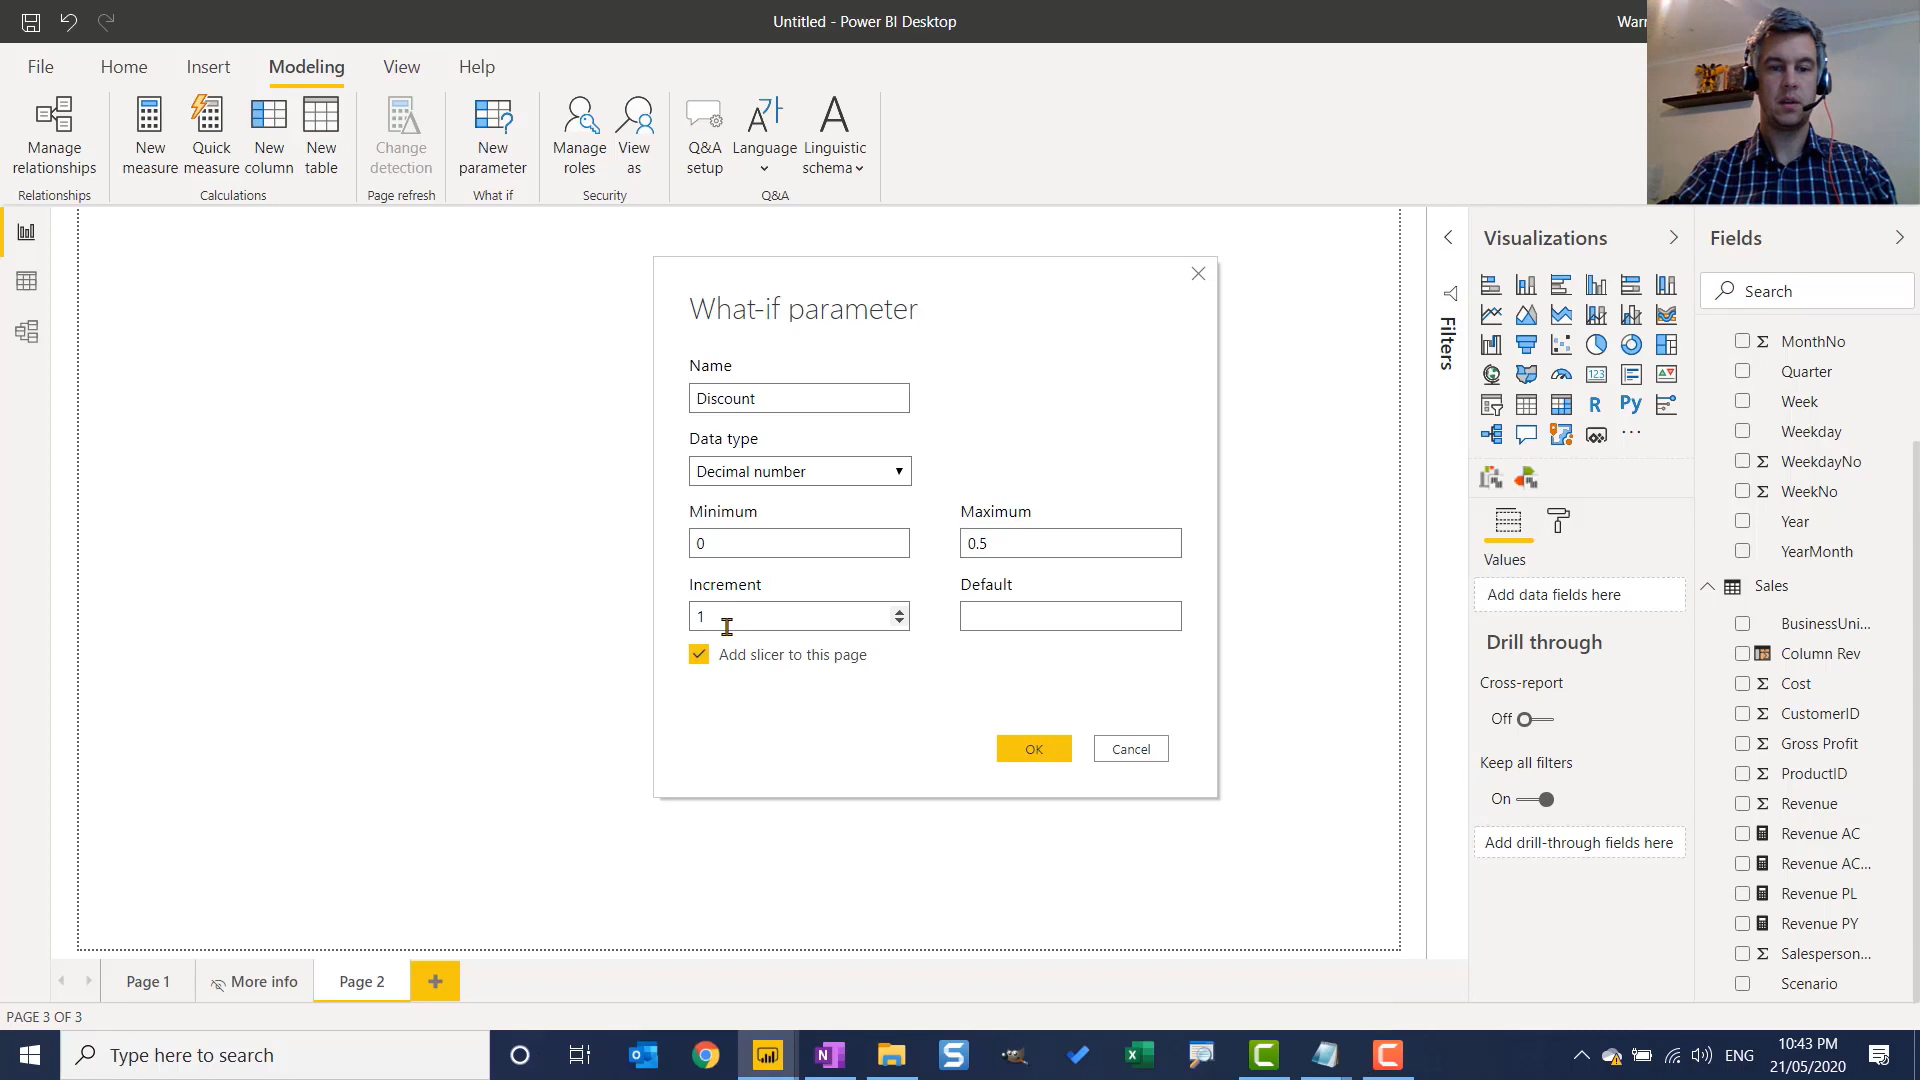 Untitled - Power BI Desktop
Warr
File
Home
Insert
Modeling
View
Help
Manage
relationships
New
measure
Quick
measure
New
column
New
table
Change
detection
New
parameter
Manage
roles
View
as
Q&A
setup
Language
Linguistic
schema
Relationships
Calculations
Page refresh
What if
Security
Q&A
What-if parameter
Name
Discount
Data type
Decimal number
Minimum
Maximum
0
0.5
Increment
Default
1
Add slicer to this page
OK
Cancel
Filters
Visualizations
123
R
Py
Values
Add data fields here
Drill through
Cross-report
Off
Keep all filters
On
Add drill-through fields here
Fields
Search
MonthNo
Quarter
Week
Weekday
WeekdayNo
WeekNo
Year
YearMonth
Sales
BusinessUni...
Column Rev
Cost
CustomerID
Gross Profit
ProductID
Revenue
Revenue AC
Revenue AC...
Revenue PL
Revenue PY
Salesperson...
Scenario
Page 1
More info
Page 2
PAGE 3 OF 3
Type here to search
ENG
10:43 PM
21/05/2020